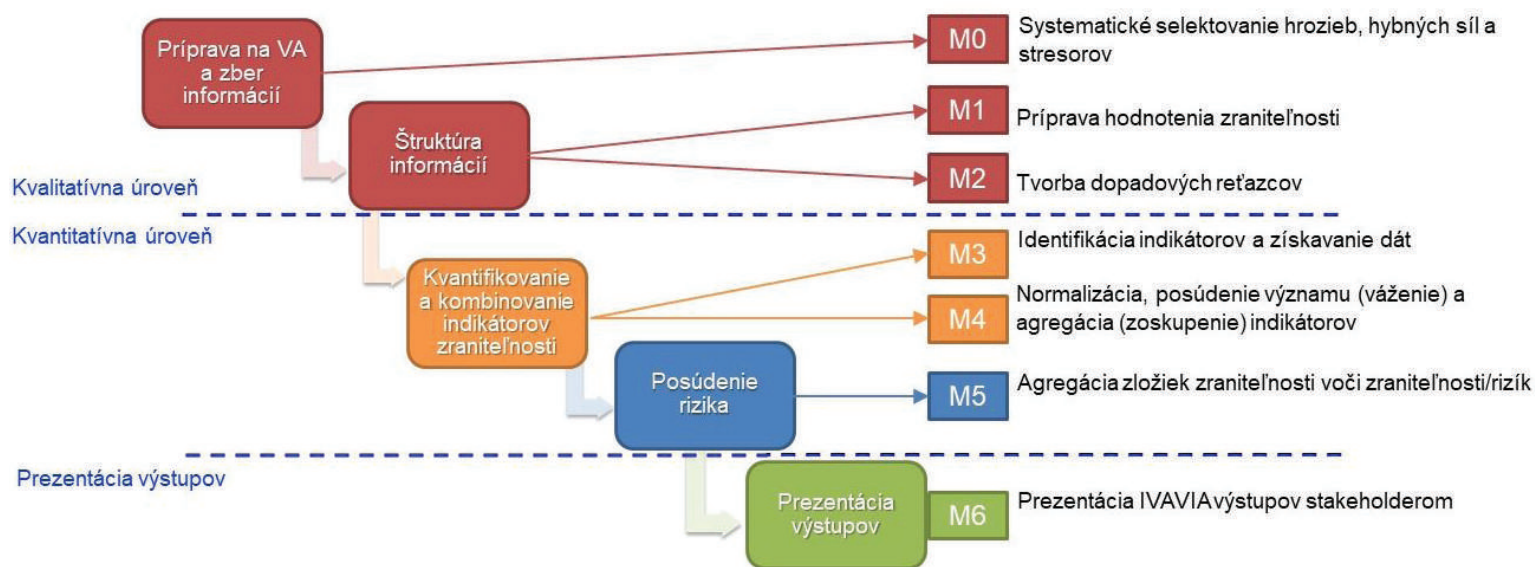 Príprava na VA
a zber
informácií
M0
Systematické selektovanie hrozieb, hybných síl a
stresorov
Štruktúra
informácií
M1
Príprava hodnotenia zraniteľnosti
M2
Tvorba dopadových reťazcov
Kvalitatívna úroveň
Kvantitatívna úroveň
Kvantifikovanie
a kombinovanie
indikátorov
zraniteľnosti
M3
Identifikácia indikátorov a získavanie dát
M4
Normalizácia, posúdenie významu (váženie) a
agregácia (zoskupenie) indikátorov
Posúdenie
rizika
M5
Agregácia zložiek zraniteľnosti voči zraniteľnosti/rizík
Prezentácia výstupov
Prezentácia
výstupov
M6
Prezentácia IVAVIA výstupov stakeholderom